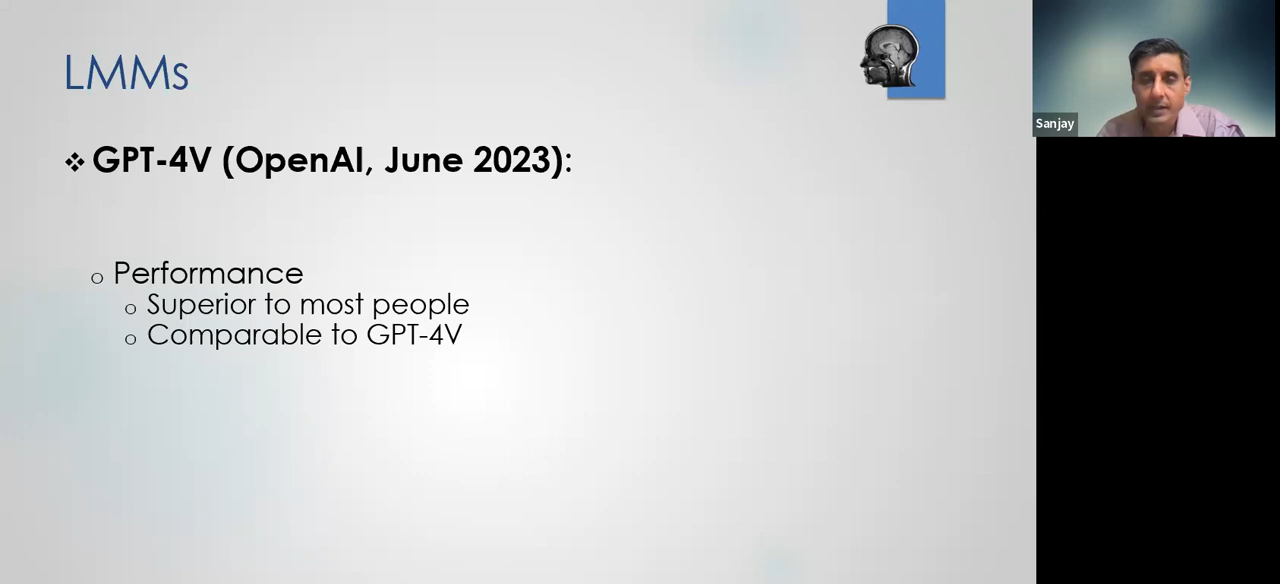 LMMs
❖ GPT-4V (OpenAI, June 2023):
o Performance
o Superior to most people
o Comparable to GPT-4V
Sanjay